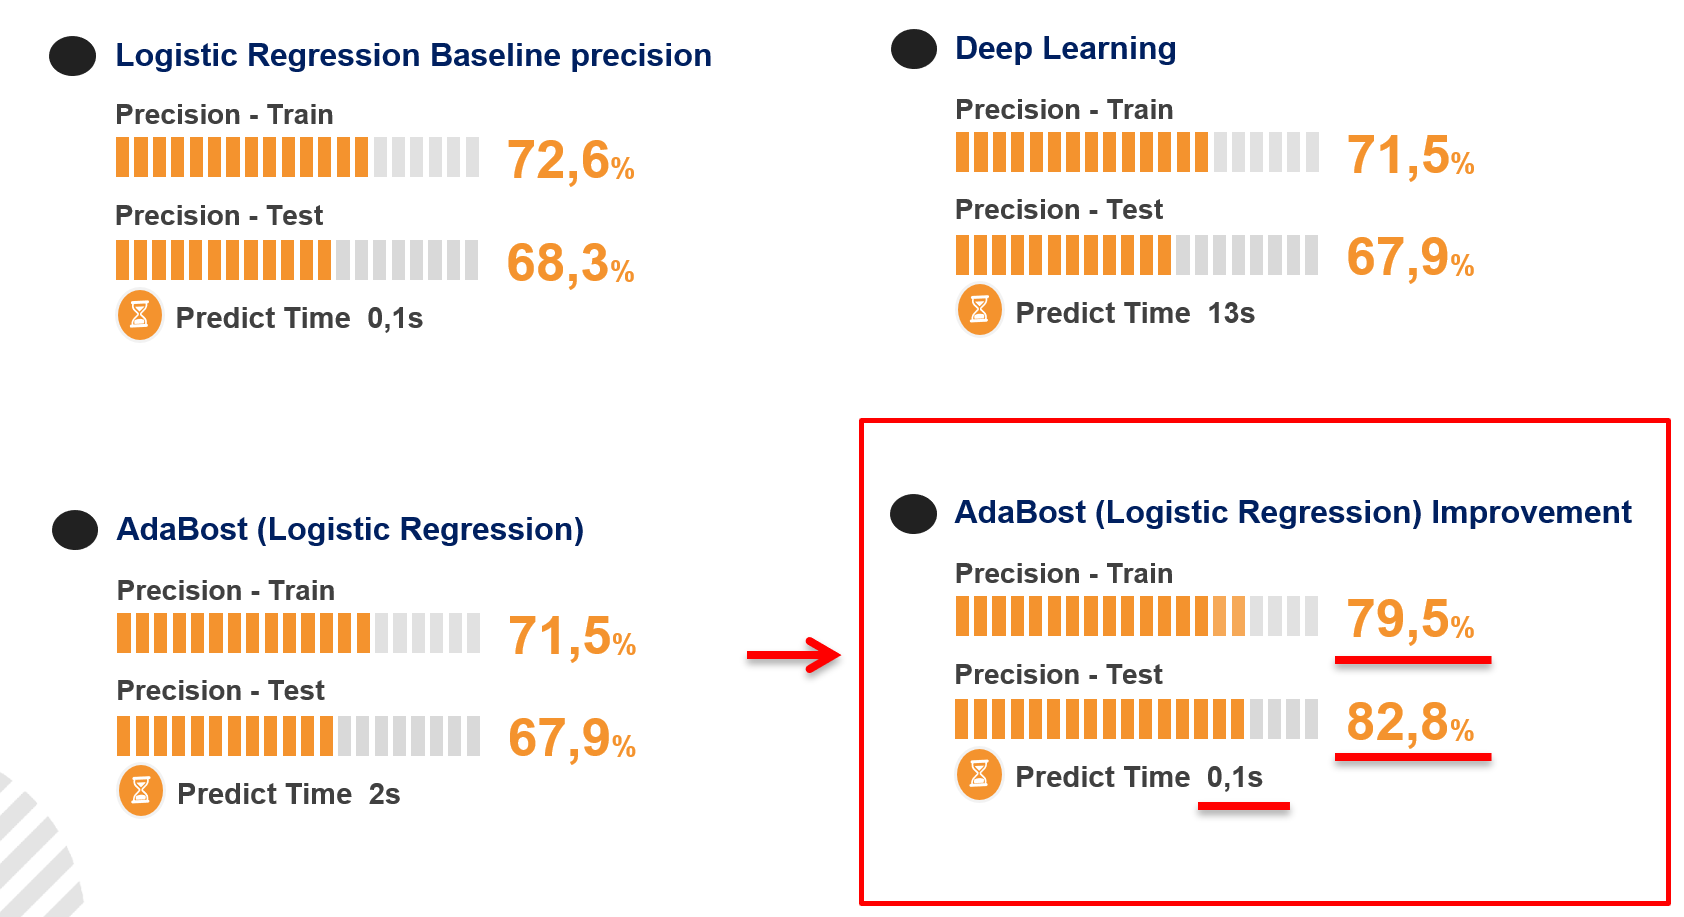 Logistic Regression Baseline precision
Precision - Train
72,6%
Precision - Test
68,3%
Predict Time 0,1s
Deep Learning
Precision - Train
71,5%
Precision - Test
67,9%
Predict Time 13s
AdaBost (Logistic Regression)
Precision - Train
71,5%
Precision - Test
67,9%
Predict Time 2s
AdaBost (Logistic Regression) Improvement
Precision - Train
79,5%
Precision - Test
82,8%
Predict Time 0,1s